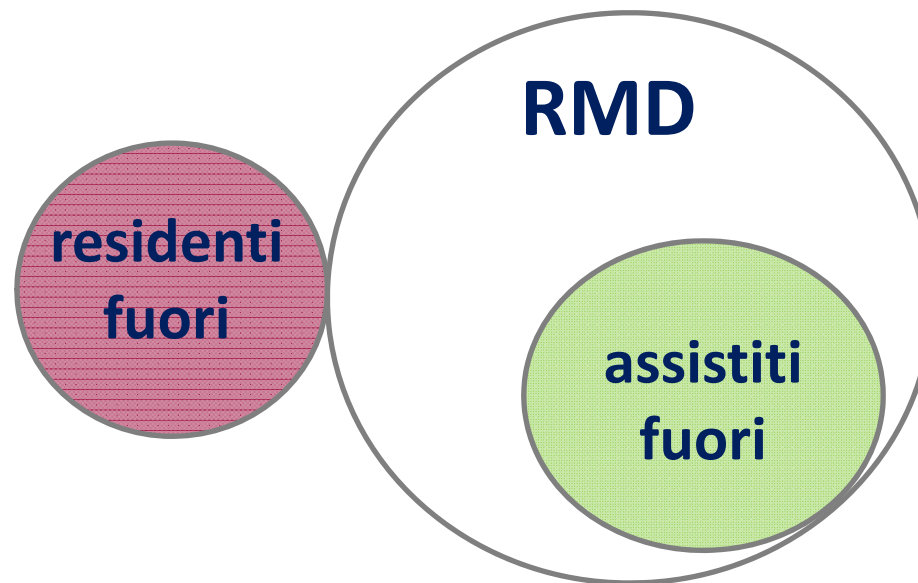 RMD
residenti
fuori
assistiti
fuori